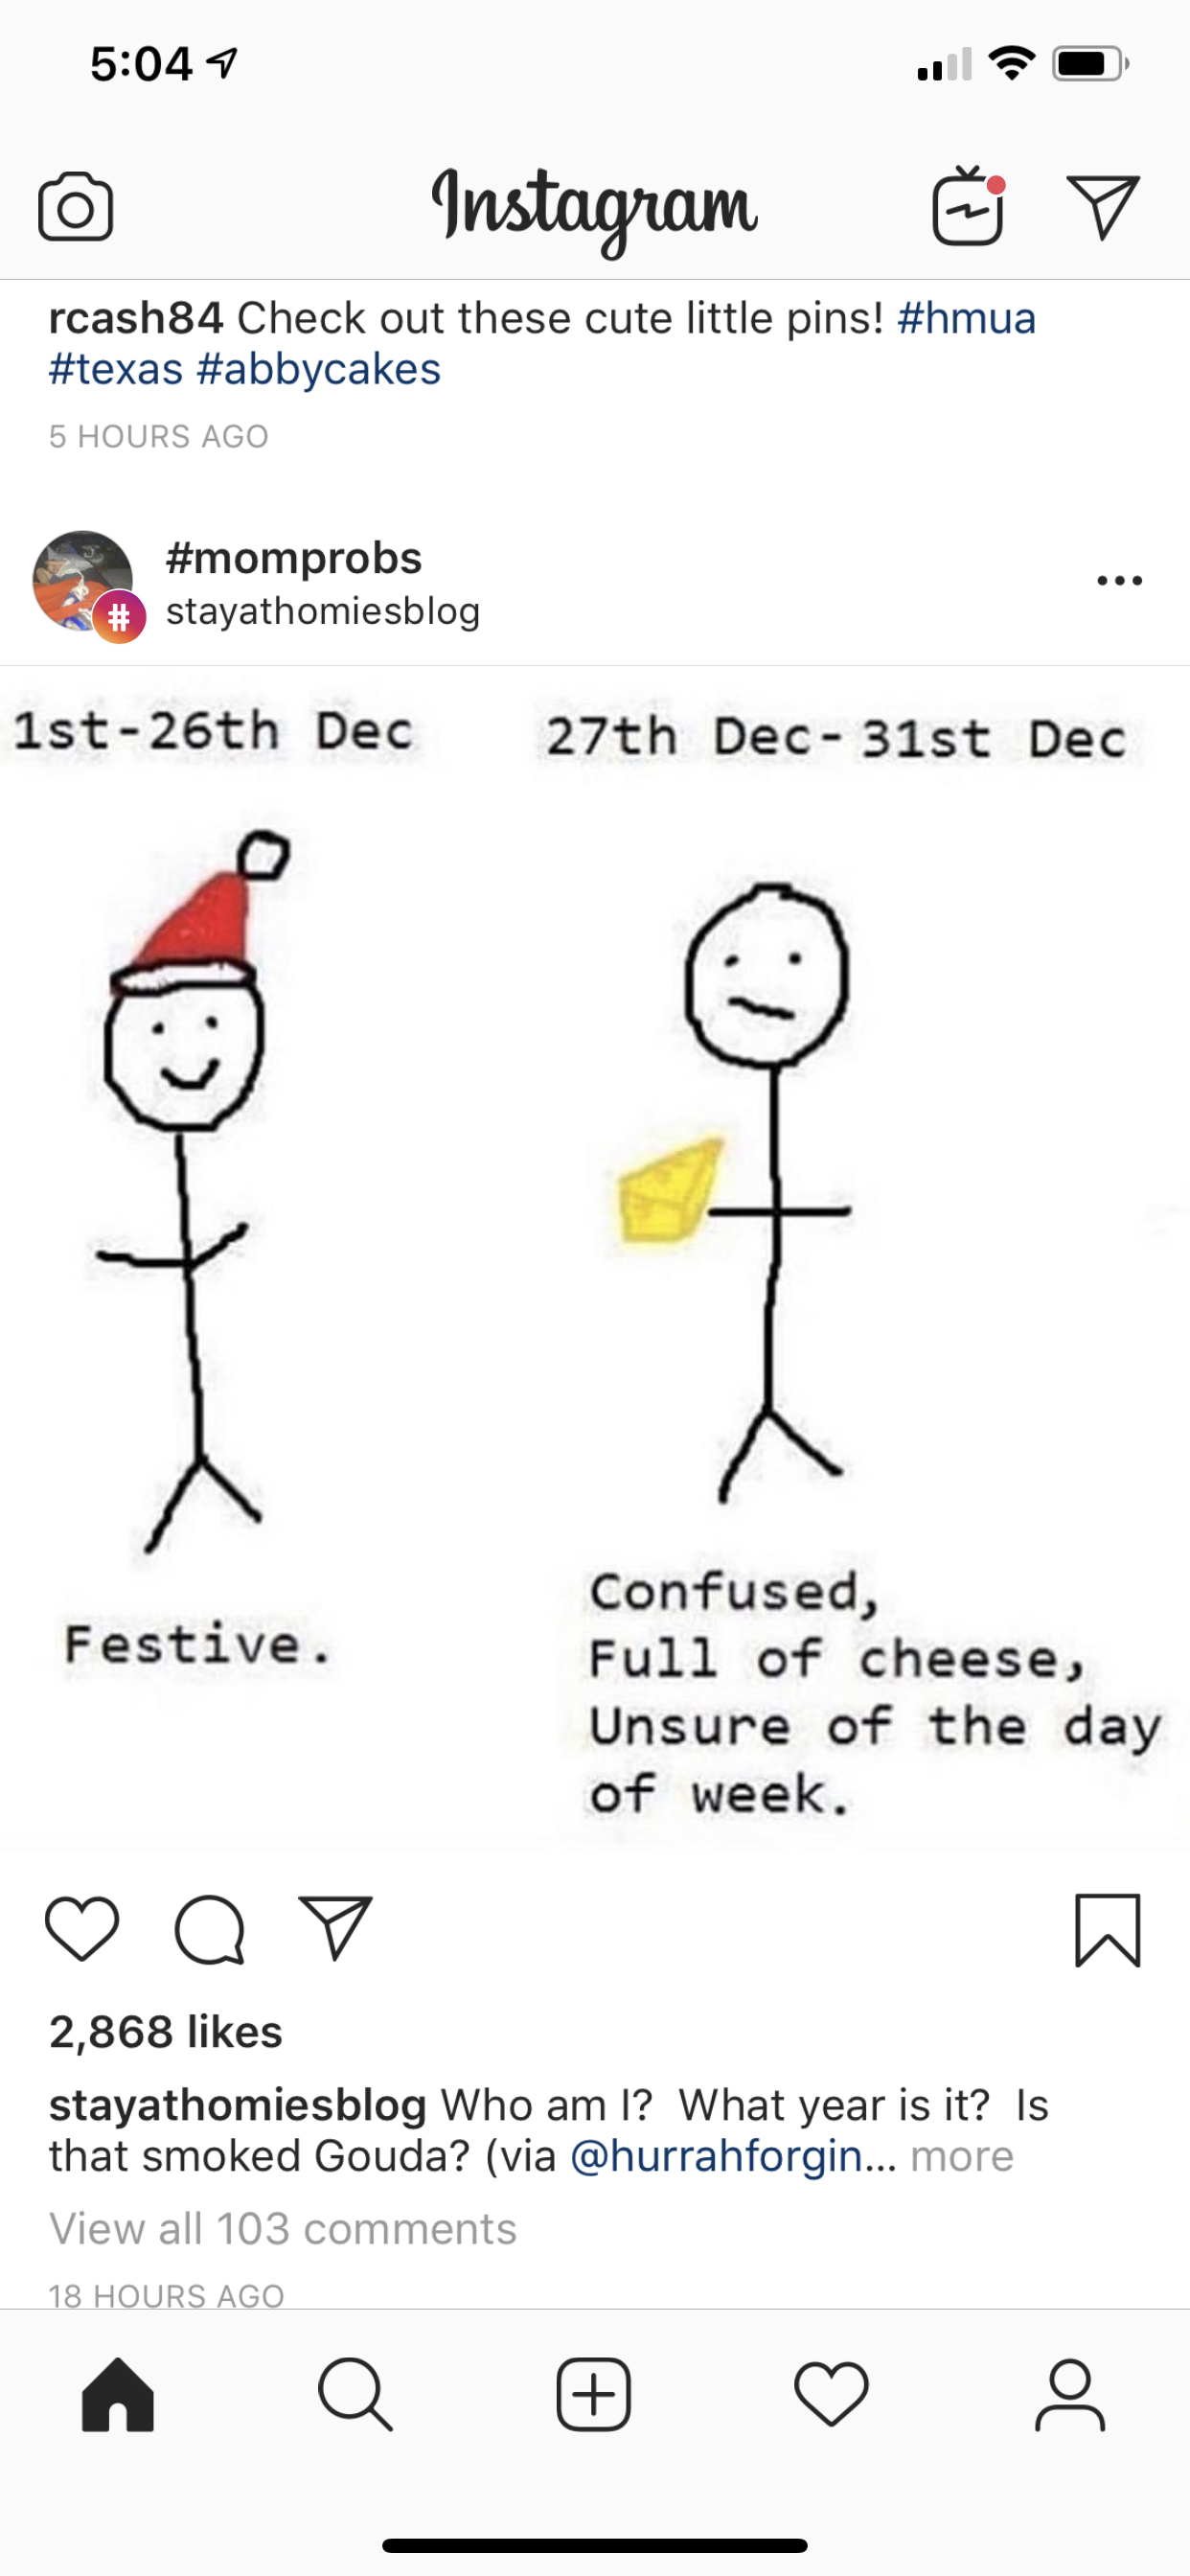 5:04
Instagram
rcash84 Check out these cute little pins! #hmua
#texas #abbycakes
5 HOURS AGO
#momprobs
#
stayathomiesblog
1st-26th Dec
27th Dec- 31st Dec
Festive.
Confused,
Full of cheese,
Unsure of the day
of week.
2,868 likes
stayathomiesblog Who am I?  What year is it?  Is
that smoked Gouda? (via @hurrahforgin... more
View all 103 comments
18 HOURS AGO